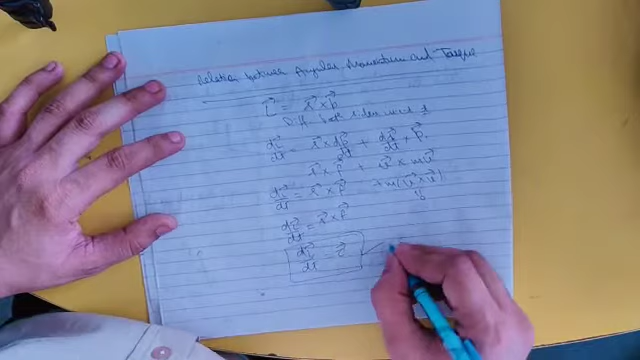 Relation between Angular Momentum and Torque
L⃗ = r⃗ × p⃗
Diff both sides w.r.t t
dL⃗/dt = r⃗ × dp⃗/dt + dr⃗/dt × p⃗
r⃗ × F⃗ + v⃗ × mv⃗
dL⃗/dt = r⃗ × F⃗ + m(v⃗ × v⃗)
dL⃗/dt = r⃗ × F⃗
dL⃗/dt = τ⃗